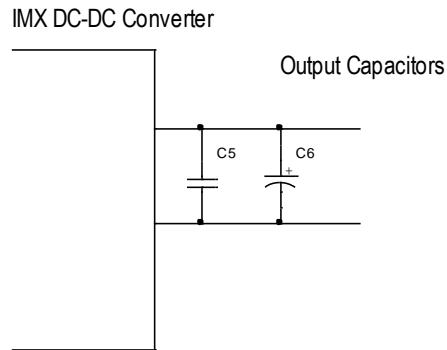 IMX DC-DC Converter
Output Capacitors
C5
C6
+